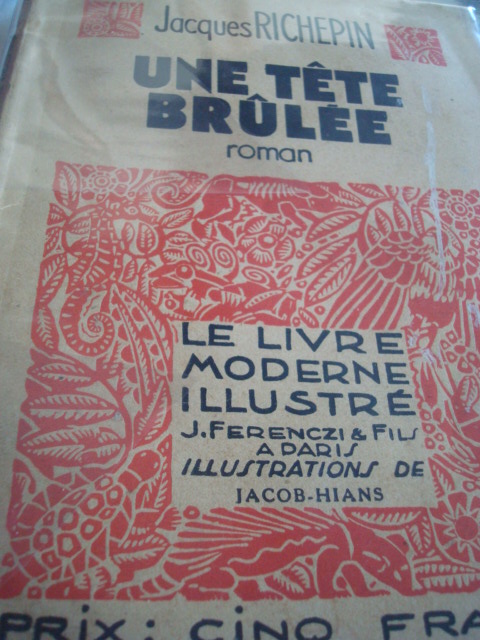 Jacques RICHEPIN
UNE TÊTE
BRÛLÉE
roman
LE LIVRE
MODERNE
ILLUSTRÉ
J. FERENCZI & FILS
A PARIS
ILLUSTRATIONS DE
JACOB-HIANS
PRIX: CINQ FRA